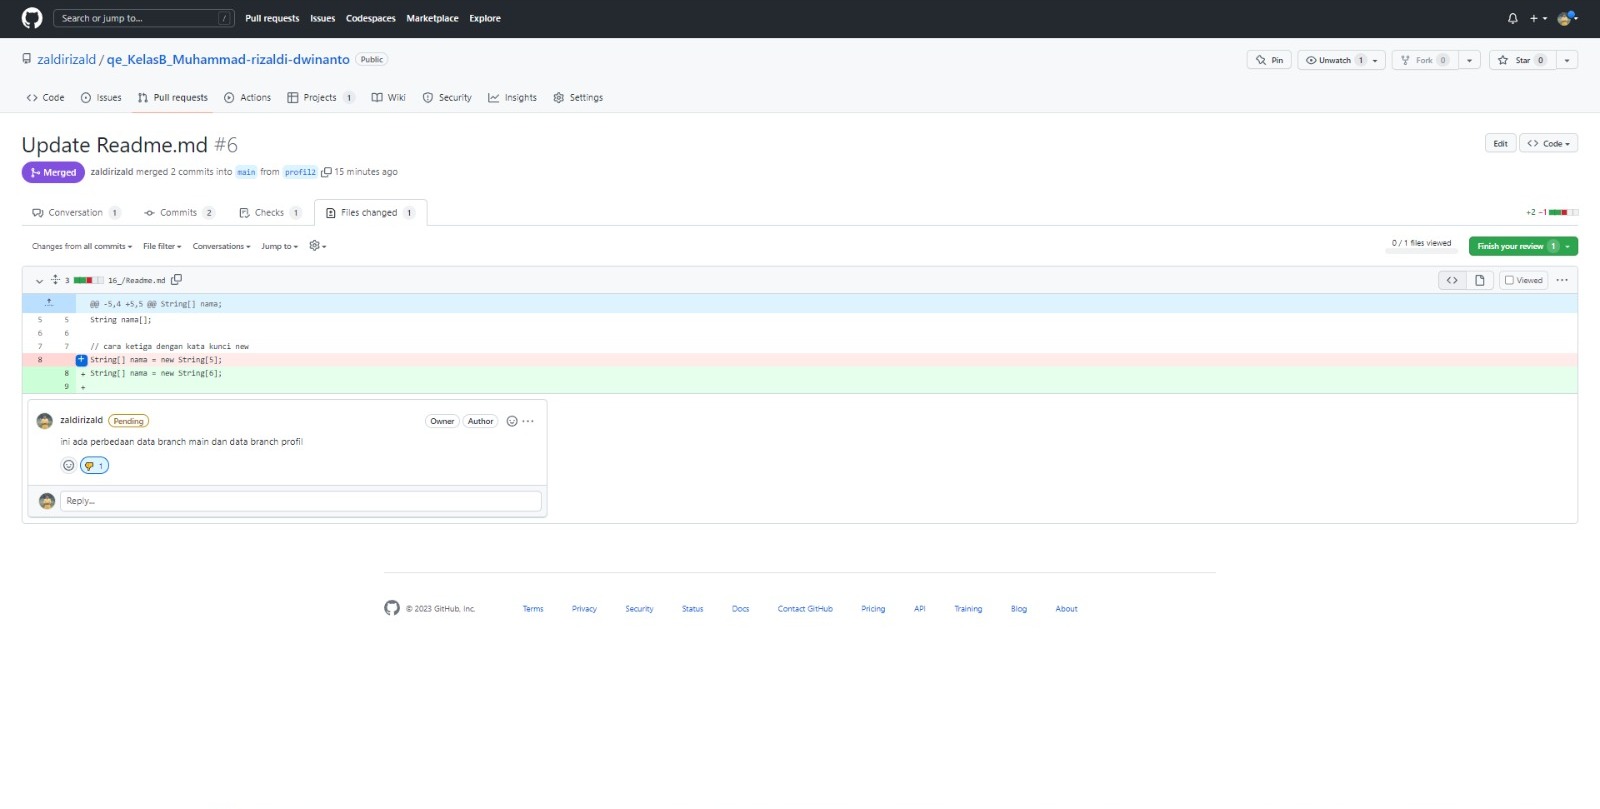 Search or jump to... /
Pull requests Issues Codespaces Marketplace Explore
zaldirizald / qe_KelasB_Muhammad-rizaldi-dwinanto Public
Pin Unwatch 1 Fork 0 Star 0
Code Issues Pull requests Actions Projects 1 Wiki Security Insights Settings
Update Readme.md #6
Edit <> Code
Merged zaldirizald merged 2 commits into main from profil2 15 minutes ago
Conversation 1 Commits 2 Checks 1 Files changed 1
+2 −1
Changes from all commits File filter Conversations Jump to
0 / 1 files viewed Finish your review 1
3 16_/Readme.md
Viewed
@@ -5,4 +5,5 @@ String[] nama;
5 5 String nama[];
6 6
7 7 // cara ketiga dengan kata kunci new
8 + String[] nama = new String[5];
8 + String[] nama = new String[6];
9 +
zaldirizald Pending Owner Author
ini ada perbedaan data branch main dan data branch profil
1
Reply...
© 2023 GitHub, Inc. Terms Privacy Security Status Docs Contact GitHub Pricing API Training Blog About